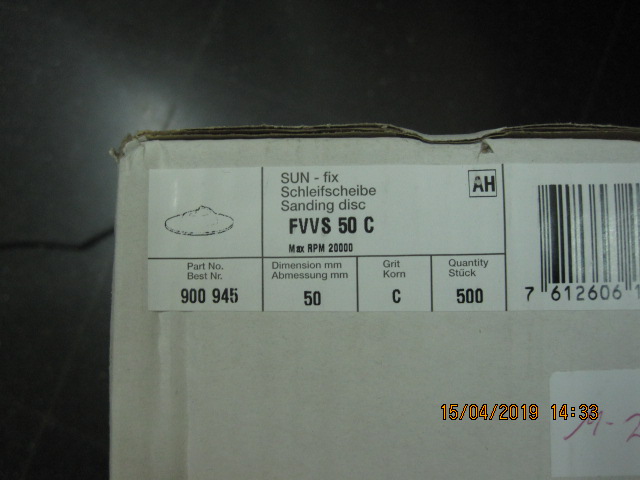 SUN - fix
Schleifscheibe
Sanding disc
FVVS 50 C
Max RPM 20000
AH
Part No.
Best Nr.
900 945
Dimension mm
Abmessung mm
50
Grit
Korn
C
Quantity
Stück
500
7 612606 1
15/04/2019 14:33